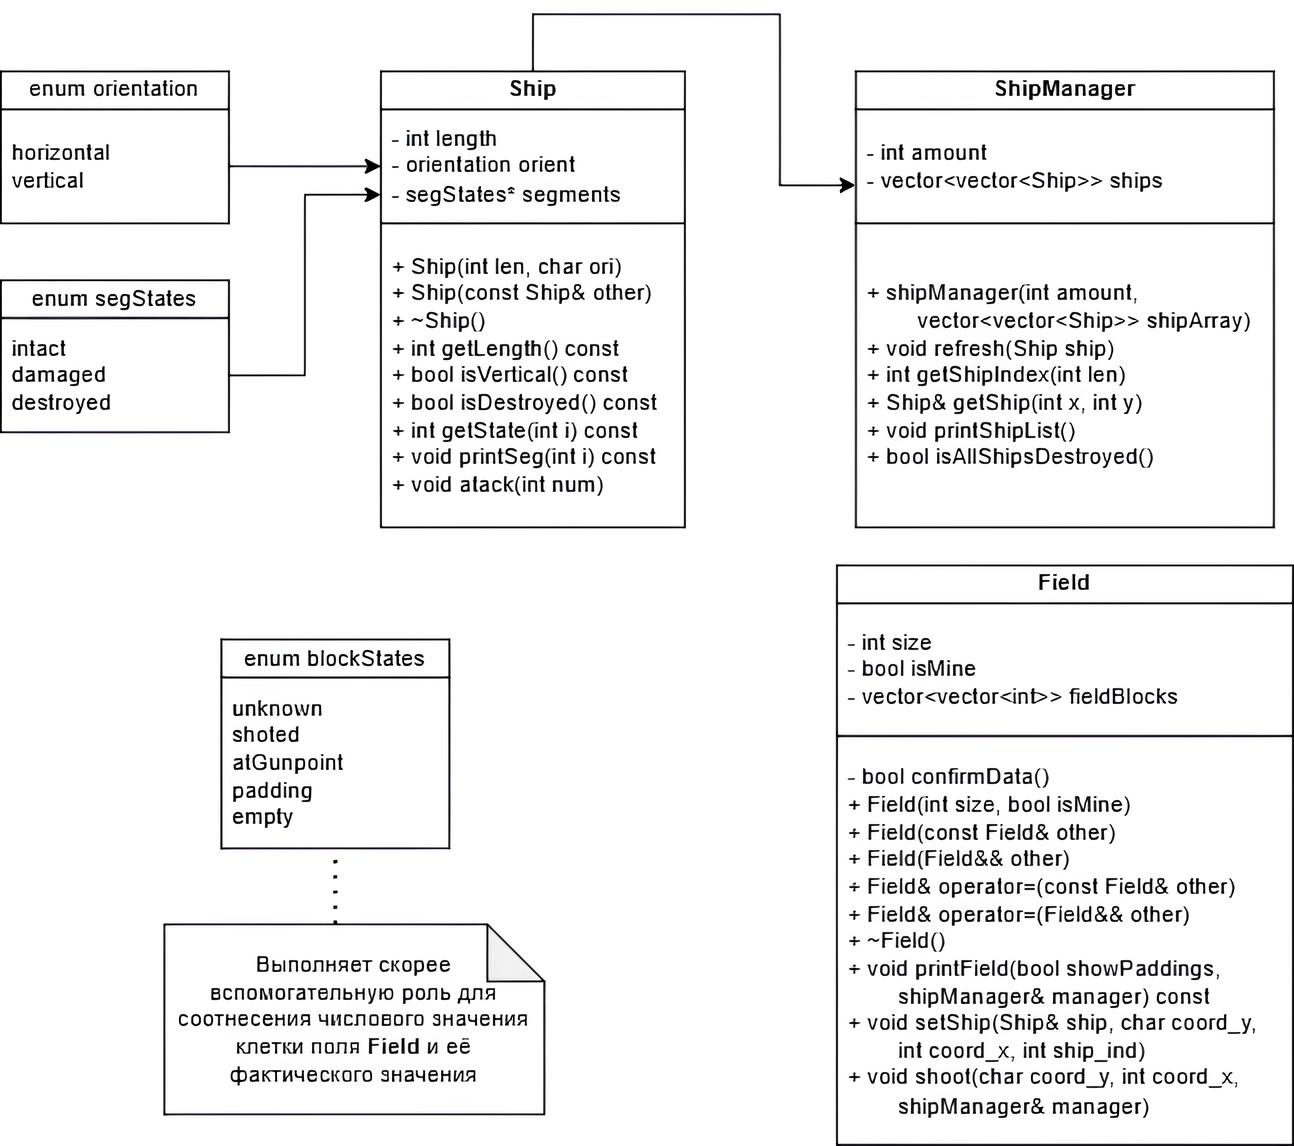 enum orientation
horizontal
vertical
enum segStates
intact
damaged
destroyed
Ship
- int length
- orientation orient
- segStates* segments
+ Ship(int len, char ori)
+ Ship(const Ship& other)
+ ~Ship()
+ int getLength() const
+ bool isVertical() const
+ bool isDestroyed() const
+ int getState(int i) const
+ void printSeg(int i) const
+ void atack(int num)
ShipManager
- int amount
- vector<vector<Ship>> ships
+ shipManager(int amount,
vector<vector<Ship>> shipArray)
+ void refresh(Ship ship)
+ int getShipIndex(int len)
+ Ship& getShip(int x, int y)
+ void printShipList()
+ bool isAllShipsDestroyed()
enum blockStates
unknown
shoted
atGunpoint
padding
empty
Выполняет скорее
вспомогательную роль для
соотнесения числового значения
клетки поля Field и её
фактического значения
Field
- int size
- bool isMine
- vector<vector<int>> fieldBlocks
- bool confirmData()
+ Field(int size, bool isMine)
+ Field(const Field& other)
+ Field(Field&& other)
+ Field& operator=(const Field& other)
+ Field& operator=(Field&& other)
+ ~Field()
+ void printField(bool showPaddings,
shipManager& manager) const
+ void setShip(Ship& ship, char coord_y,
int coord_x, int ship_ind)
+ void shoot(char coord_y, int coord_x,
shipManager& manager)